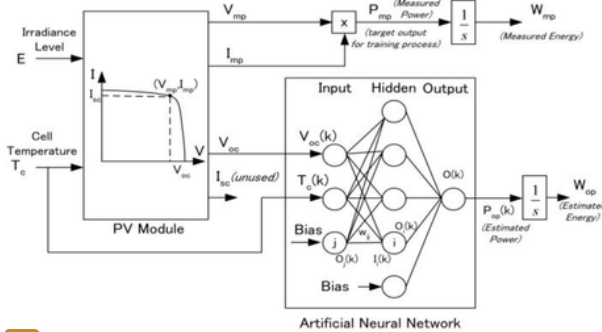 Irradiance
Level
E
Cell
Temperature
Tc
I
Isc
(Vmp,Imp)
V
Voc
PV Module
Vmp
Imp
Voc
Isc (unused)
x
Pmp
(Measured
Power)
(target output
for training process)
1
s
Wmp
(Measured Energy)
Input
Hidden
Output
Voc(k)
Tc(k)
Bias
j
Oj(k)
wij
Ii(k)
i
Oi(k)
O(k)
Bias
Pop(k)
(Estimated
Power)
1
s
Wop
(Estimated
Energy)
Artificial Neural Network